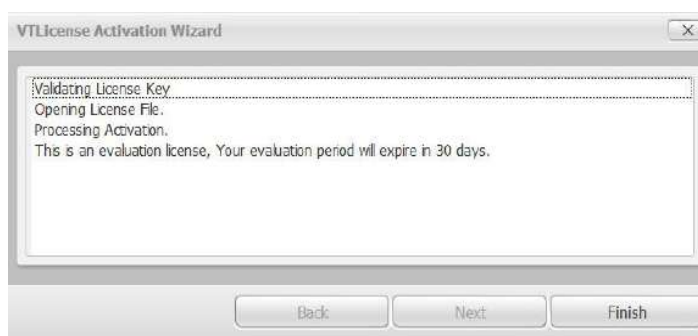 VTLicense Activation Wizard
Validating License Key
Opening License File.
Processing Activation.
This is an evaluation license, Your evaluation period will expire in 30 days.
Back
Next
Finish